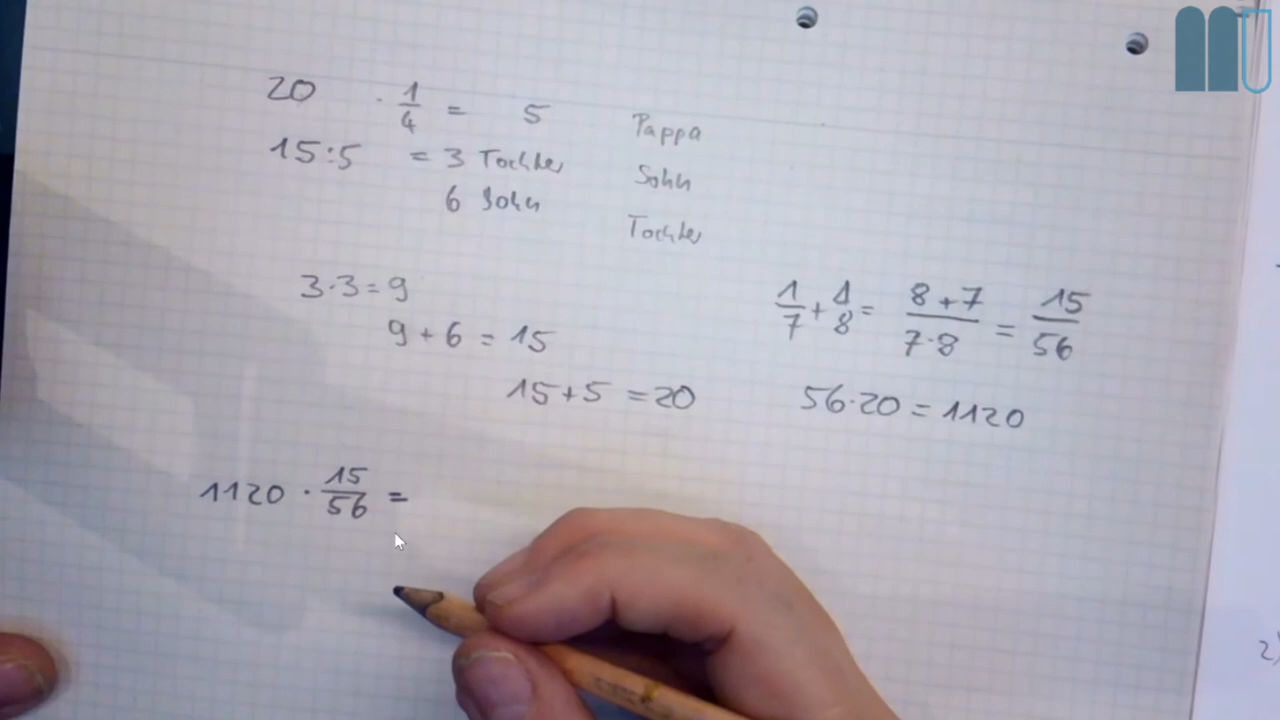 20 · 1/4 = 5 Pappa
15:5 = 3 Tochter Sohn
6 Sohn Tochter
3·3=9
9+6=15
15+5=20
1/7 + 1/8 = 8+7/7·8 = 15/56
56·20=1120
1120 · 15/56 =
2)